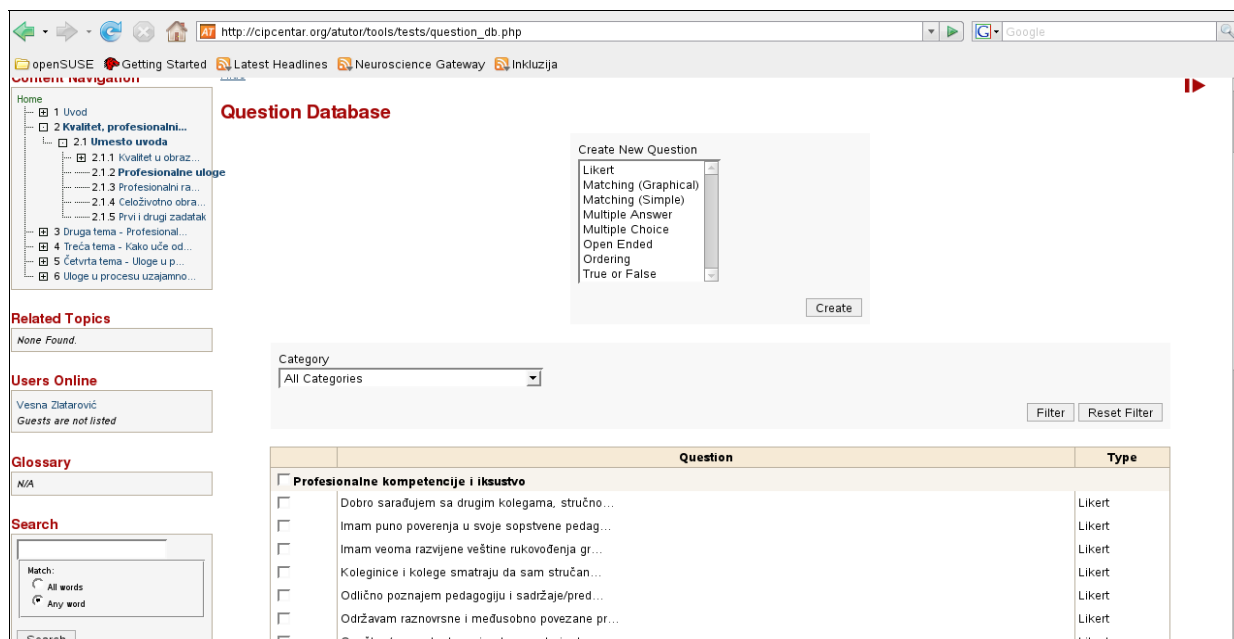 http://cipcentar.org/atutor/tools/tests/question_db.php
Google
openSUSE Getting Started Latest Headlines Neuroscience Gateway Inkluzija
Content Navigation
Home
1 Uvod
2 Kvalitet, profesionalni...
2.1 Umesto uvoda
2.1.1 Kvalitet u obraz...
2.1.2 Profesionalne uloge
2.1.3 Profesionalni ra...
2.1.4 Celoživotno obra...
2.1.5 Prvi i drugi zadatak
3 Druga tema - Profesional...
4 Treća tema - Kako uče od...
5 Četvrta tema - Uloge u p...
6 Uloge u procesu uzajamno...
Related Topics
None Found.
Users Online
Vesna Zlatarović
Guests are not listed
Glossary
N/A
Search
Match:
All words
Any word
Search
Question Database
Create New Question
Likert
Matching (Graphical)
Matching (Simple)
Multiple Answer
Multiple Choice
Open Ended
Ordering
True or False
Create
Category
All Categories
Filter Reset Filter
Question Type
Profesionalne kompetencije i iksustvo
Dobro sarađujem sa drugim kolegama, stručno... Likert
Imam puno poverenja u svoje sopstvene pedag... Likert
Imam veoma razvijene veštine rukovođenja gr... Likert
Koleginice i kolege smatraju da sam stručan... Likert
Odlično poznajem pedagogiju i sadržaje/pred... Likert
Održavam raznovrsne i međusobno povezane pr... Likert
Likert